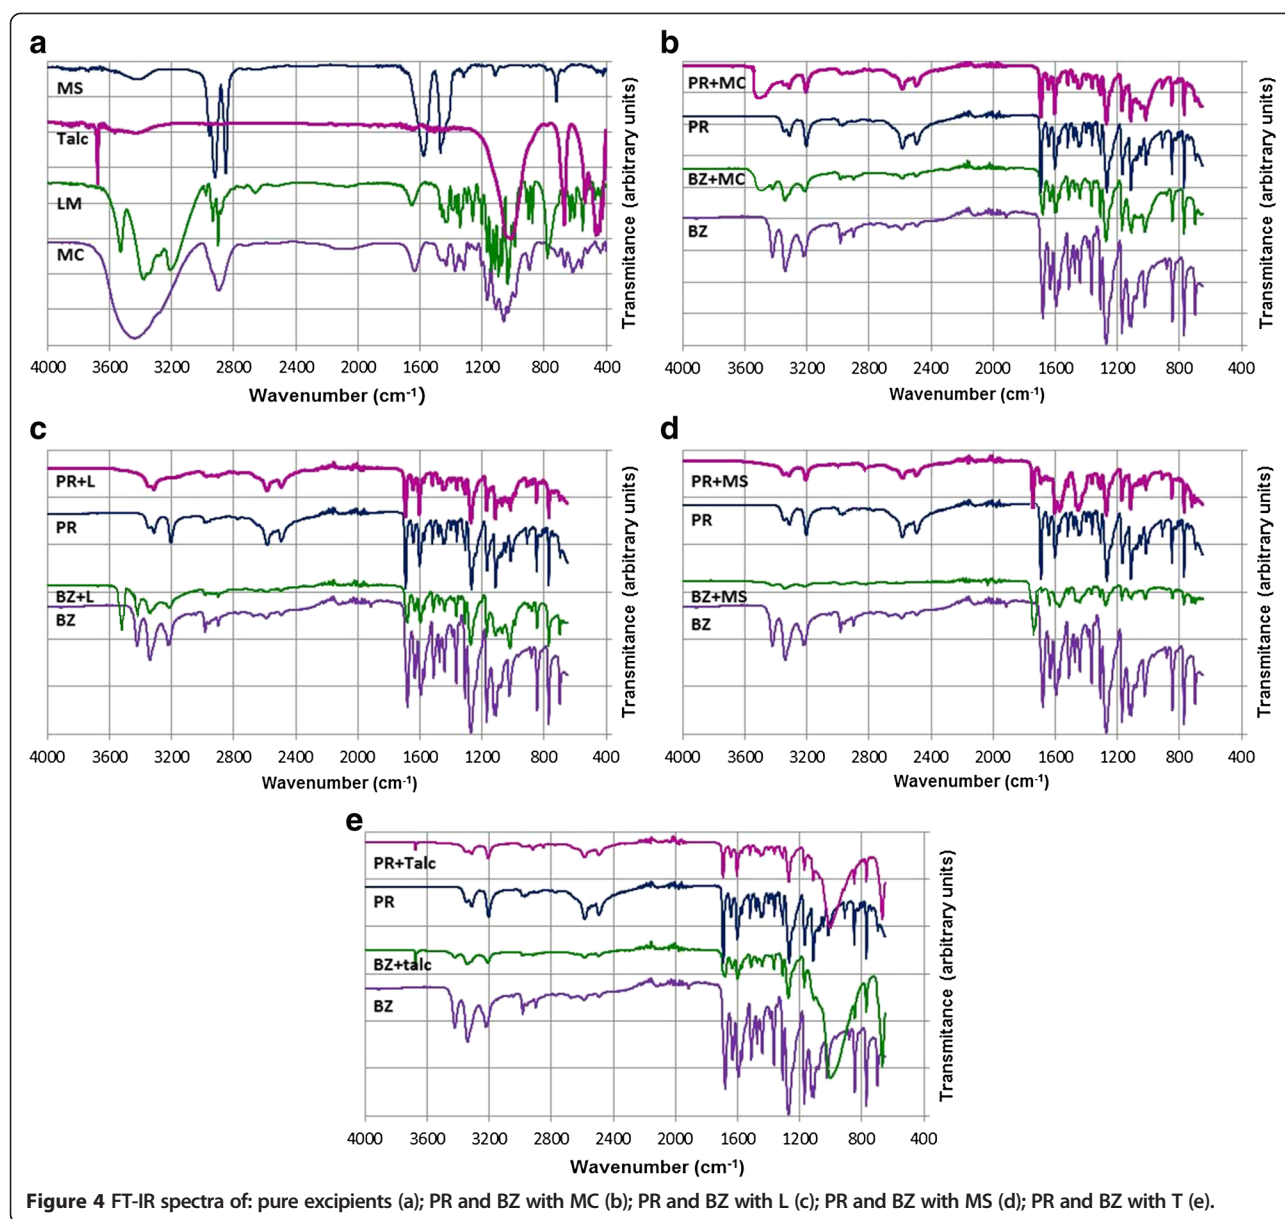 a
MS
Talc
LM
MC
4000 3600 3200 2800 2400 2000 1600 1200 800 400
Wavenumber (cm-1)
Transmitance (arbitrary units)
b
PR+MC
PR
BZ+MC
BZ
4000 3600 3200 2800 2400 2000 1600 1200 800 400
Wavenumber (cm-1)
Transmitance (arbitrary units)
c
PR+L
PR
BZ+L
BZ
4000 3600 3200 2800 2400 2000 1600 1200 800 400
Wavenumber (cm-1)
Transmitance (arbitrary units)
d
PR+MS
PR
BZ+MS
BZ
4000 3600 3200 2800 2400 2000 1600 1200 800 400
Wavenumber (cm-1)
Transmitance (arbitrary units)
e
PR+Talc
PR
BZ+talc
BZ
4000 3600 3200 2800 2400 2000 1600 1200 800 400
Wavenumber (cm-1)
Transmitance (arbitrary units)
Figure 4 FT-IR spectra of: pure excipients (a); PR and BZ with MC (b); PR and BZ with L (c); PR and BZ with MS (d); PR and BZ with T (e).